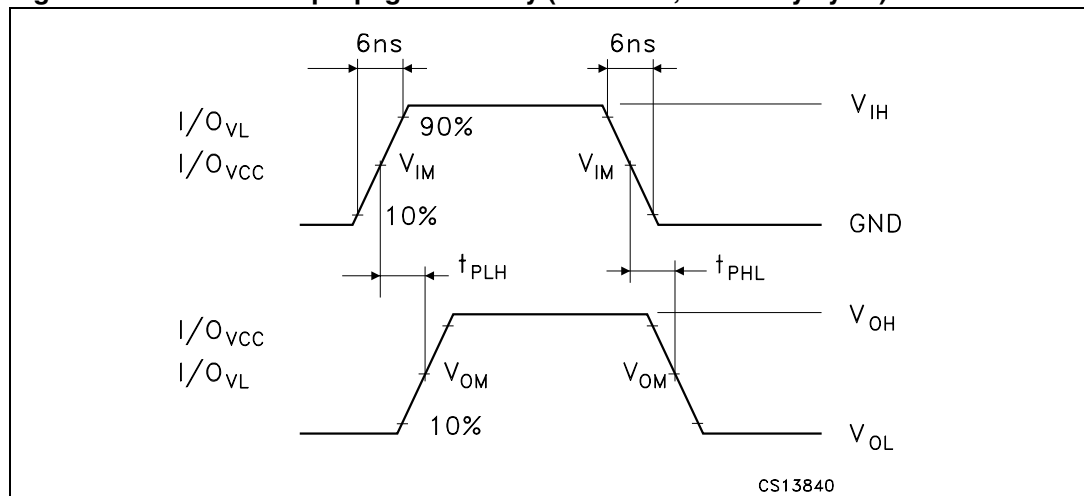 6ns 6ns
V_IH
I/O_VL
90%
I/O_VCC V_IM V_IM
10%
GND
t_PLH t_PHL
V_OH
I/O_VCC
I/O_VL V_OM V_OM
10%
V_OL
CS13840